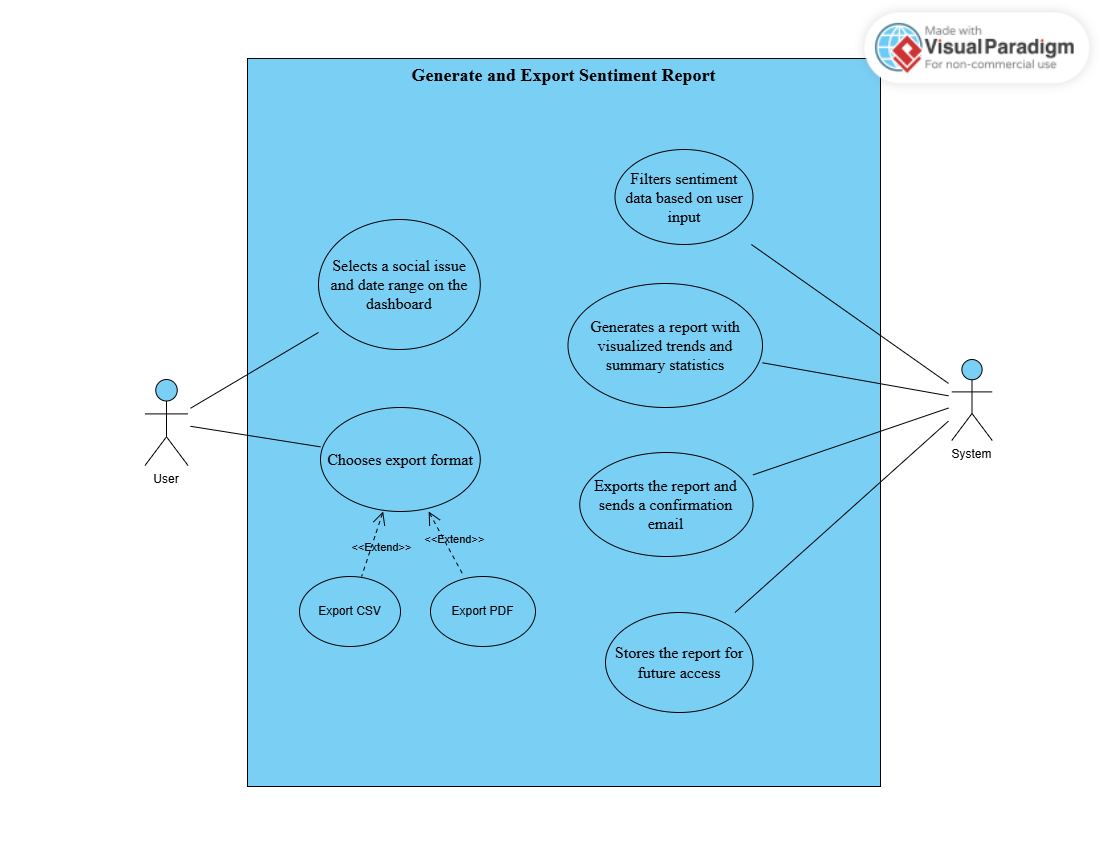 Made with
Visual Paradigm
For non-commercial use
Generate and Export Sentiment Report
Filters sentiment
data based on user
input
Selects a social issue
and date range on the
dashboard
Generates a report with
visualized trends and
summary statistics
User
System
Chooses export format
Exports the report and
sends a confirmation
email
<<Extend>>
<<Extend>>
Export CSV
Export PDF
Stores the report for
future access